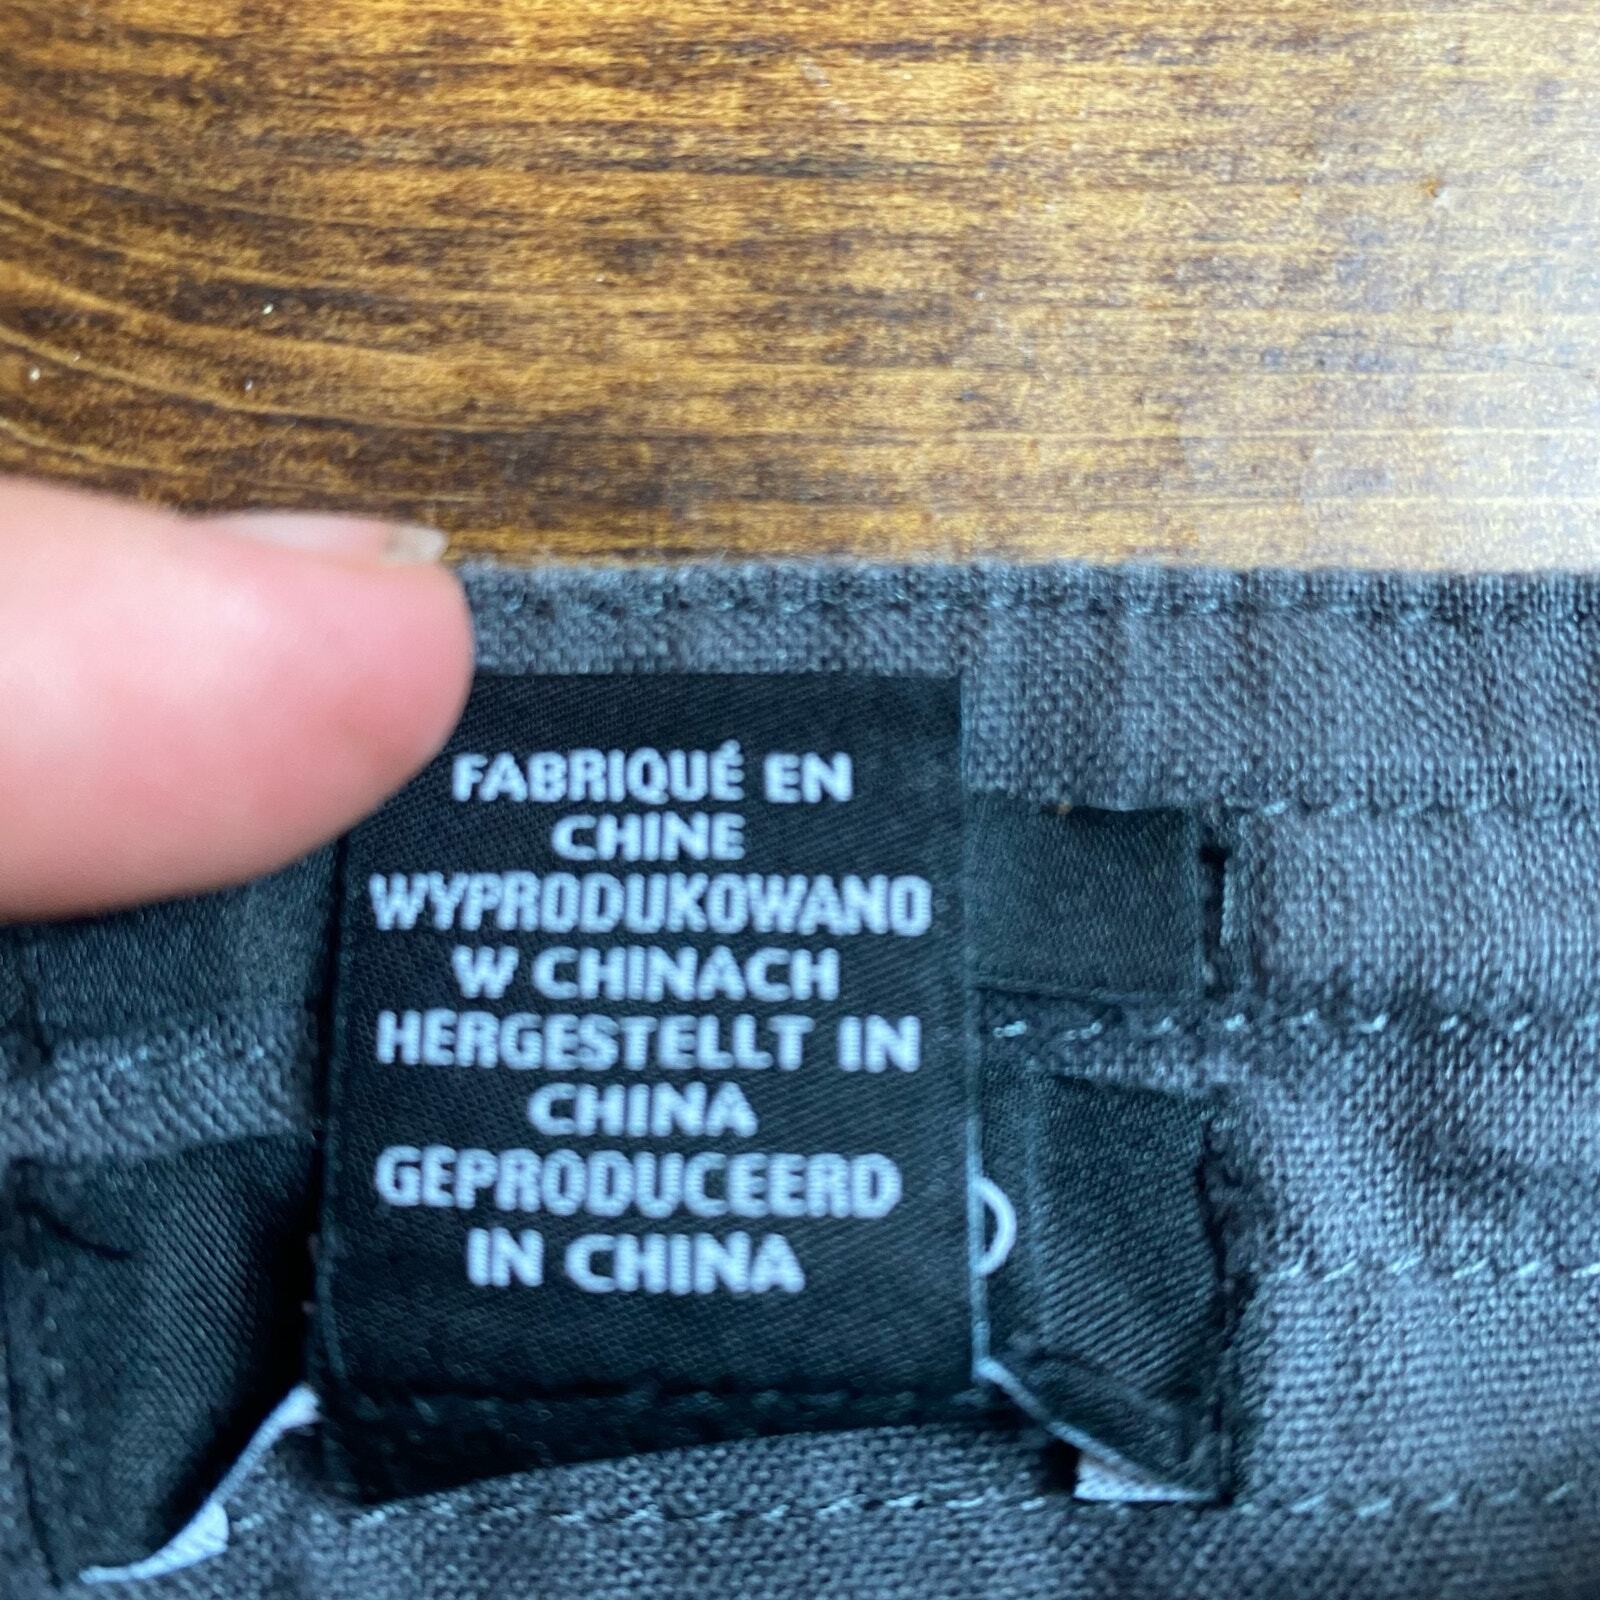 FABRIQUÉ EN
CHINE
WYPRODUKOWANO
W CHINACH
HERGESTELLT IN
CHINA
GEPRODUCEERD
IN CHINA